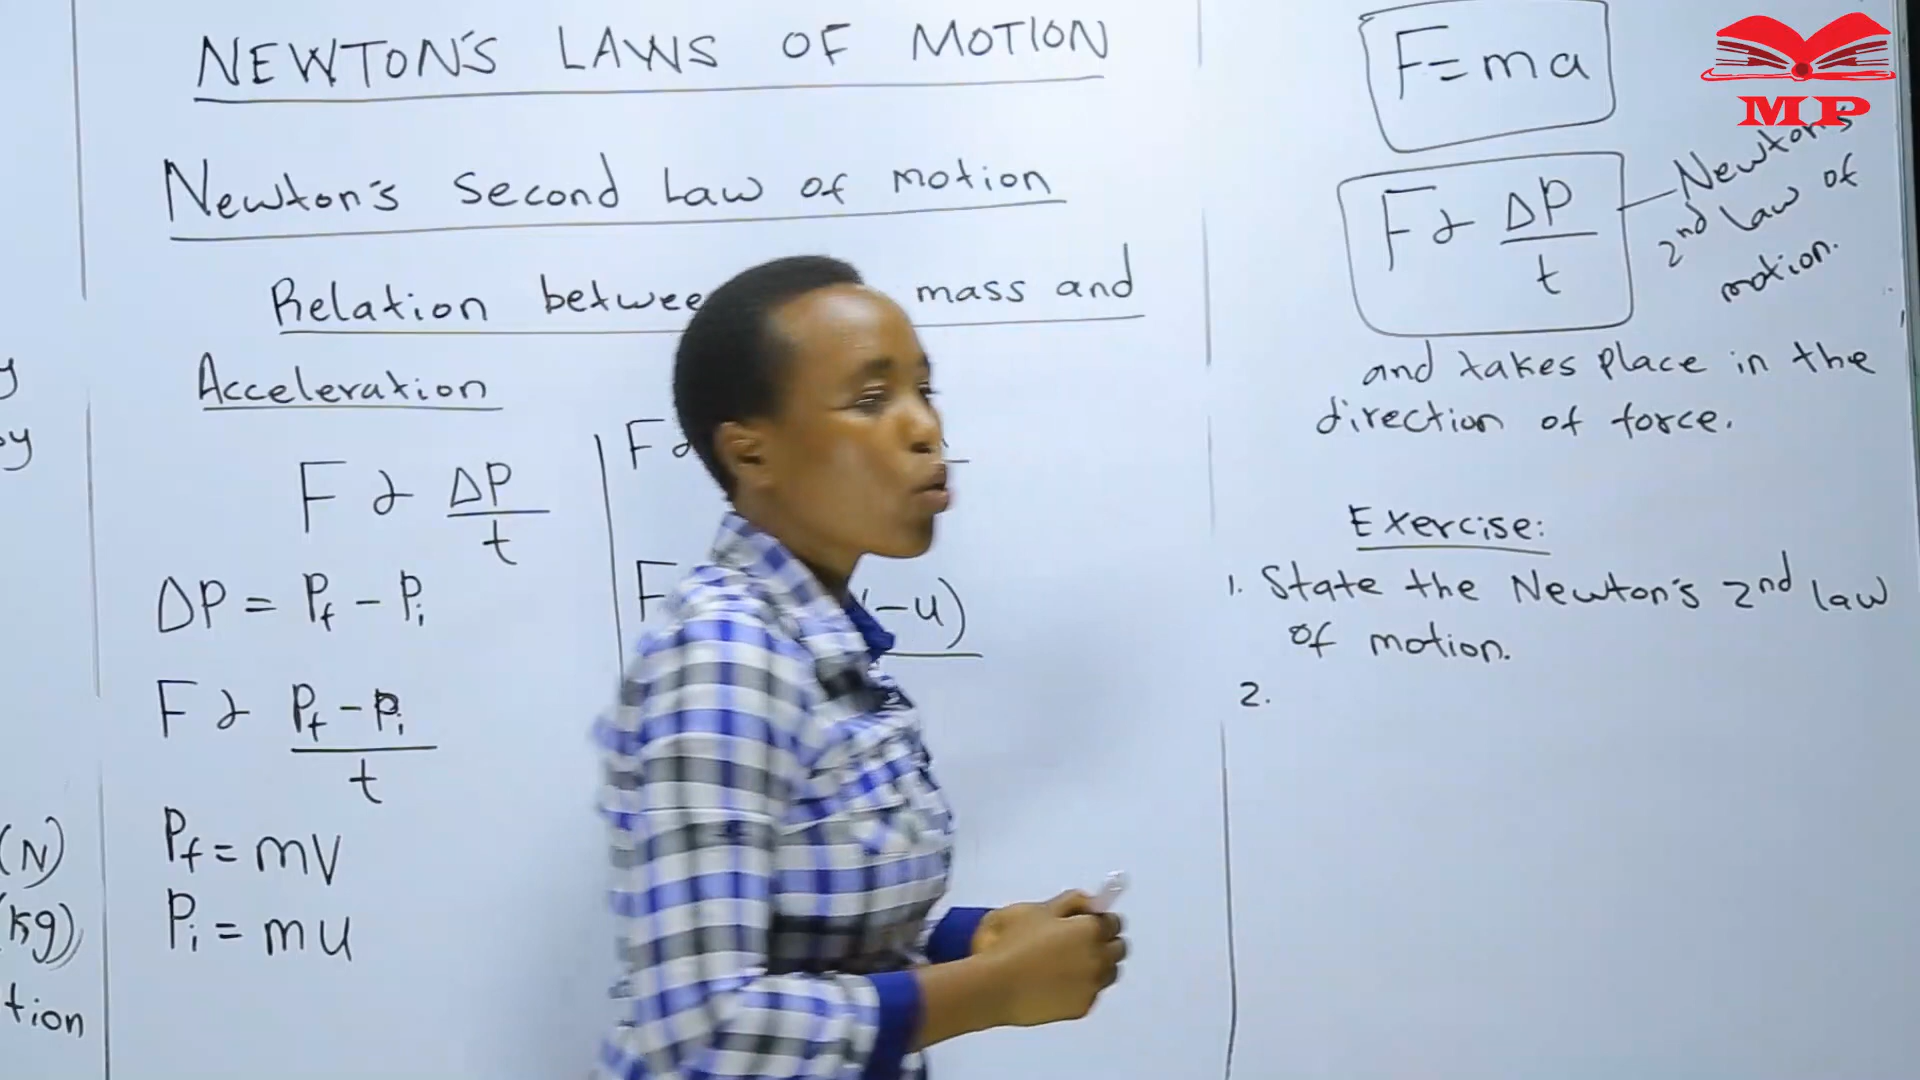 NEWTON'S LAWS OF MOTION
Newton's Second Law of motion
Relation betwee mass and
Acceleration
F ∝ ΔP
t
ΔP = Pf - Pi
F ∝ Pf - Pi
t
Pf = mV
Pi = mu
F ∝
F
-u)
(N)
(kg)
tion
y
oy
F = ma
F ∝ ΔP
t
Newton's
2nd law of
motion.
and takes place in the
direction of force.
Exercise:
1. State the Newton's 2nd law
of motion.
2.
MP